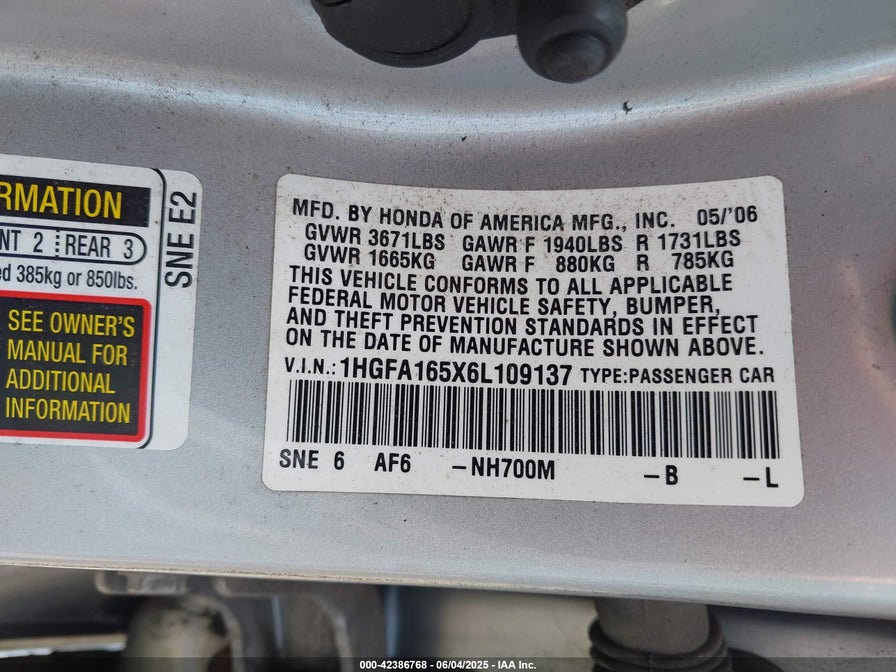 RMATION
NT 2 REAR 3
ed 385kg or 850lbs.
SEE OWNER'S
MANUAL FOR
ADDITIONAL
INFORMATION
SNE E2
MFD. BY HONDA OF AMERICA MFG., INC. 05/'06
GVWR 3671LBS GAWR F 1940LBS R 1731LBS
GVWR 1665KG GAWR F 880KG R 785KG
THIS VEHICLE CONFORMS TO ALL APPLICABLE
FEDERAL MOTOR VEHICLE SAFETY, BUMPER,
AND THEFT PREVENTION STANDARDS IN EFFECT
ON THE DATE OF MANUFACTURE SHOWN ABOVE.
V.I.N.: 1HGFA165X6L109137 TYPE:PASSENGER CAR
SNE 6 AF6 -NH700M -B -L
000-42386768 - 06/04/2025 - IAA Inc.